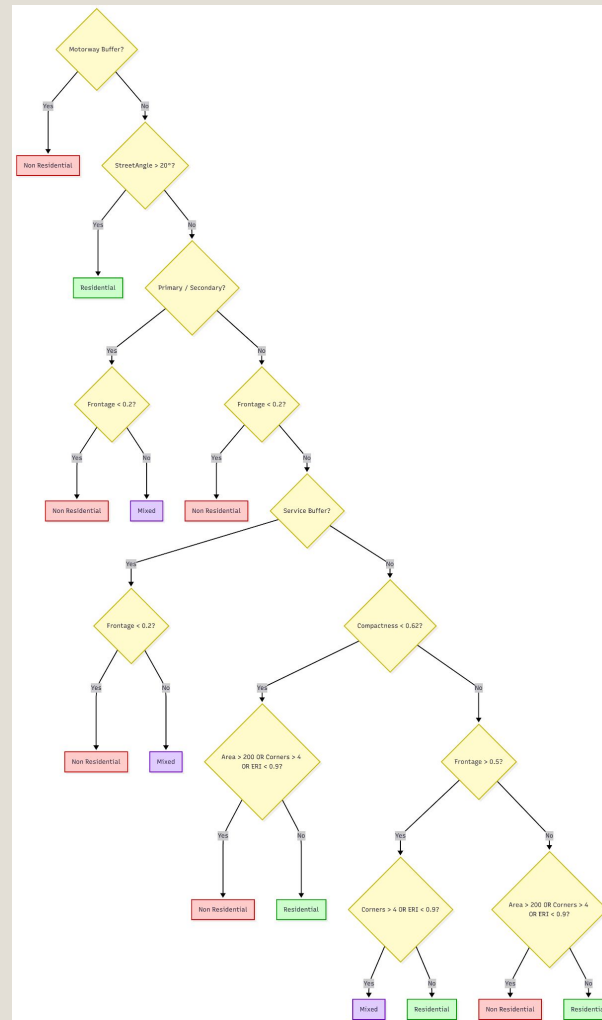 Motorway Buffer?
Yes
No
Non Residential
StreetAngle > 20°?
Yes
No
Residential
Primary / Secondary?
Yes
No
Frontage < 0.2?
Frontage < 0.2?
Yes
No
Yes
No
Non Residential
Mixed
Non Residential
Service Buffer?
Yes
No
Frontage < 0.2?
Compactness < 0.62?
Yes
No
Yes
No
Non Residential
Mixed
Area > 200 OR Corners > 4
OR ERI < 0.9?
Frontage > 0.5?
Yes
No
Yes
No
Non Residential
Residential
Corners > 4 OR ERI < 0.9?
Area > 200 OR Corners > 4
OR ERI < 0.9?
Yes
No
Yes
No
Mixed
Residential
Non Residential
Residentia